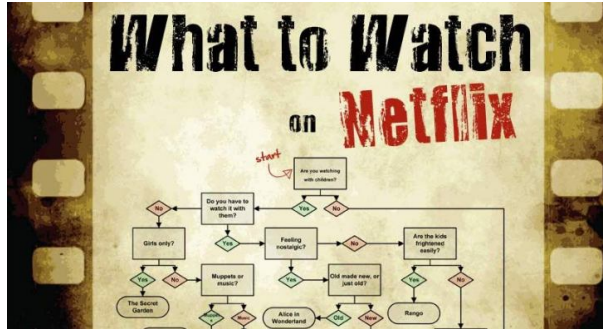 What to Watch
on Netflix
start
Are you watching
with children?
Yes
No
Do you have to
watch it with
them?
No
Yes
Girls only?
Feeling
nostalgic?
No
Are the kids
frightened
easily?
Yes
No
Muppets or
music?
Yes
Old made new, or
just old?
Yes
No
The Secret
Garden
Muppets
Music
Alice in
Wonderland
Old
New
Rango